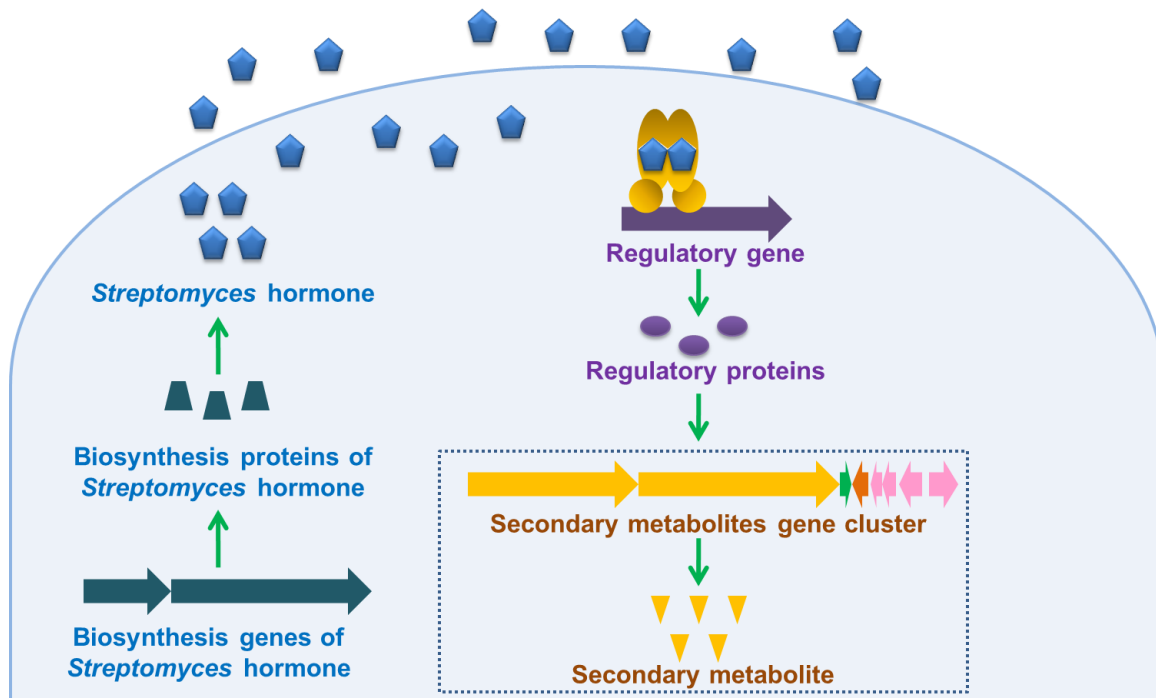 Streptomyces hormone
Biosynthesis proteins of
Streptomyces hormone
Biosynthesis genes of
Streptomyces hormone
Regulatory gene
Regulatory proteins
Secondary metabolites gene cluster
Secondary metabolite